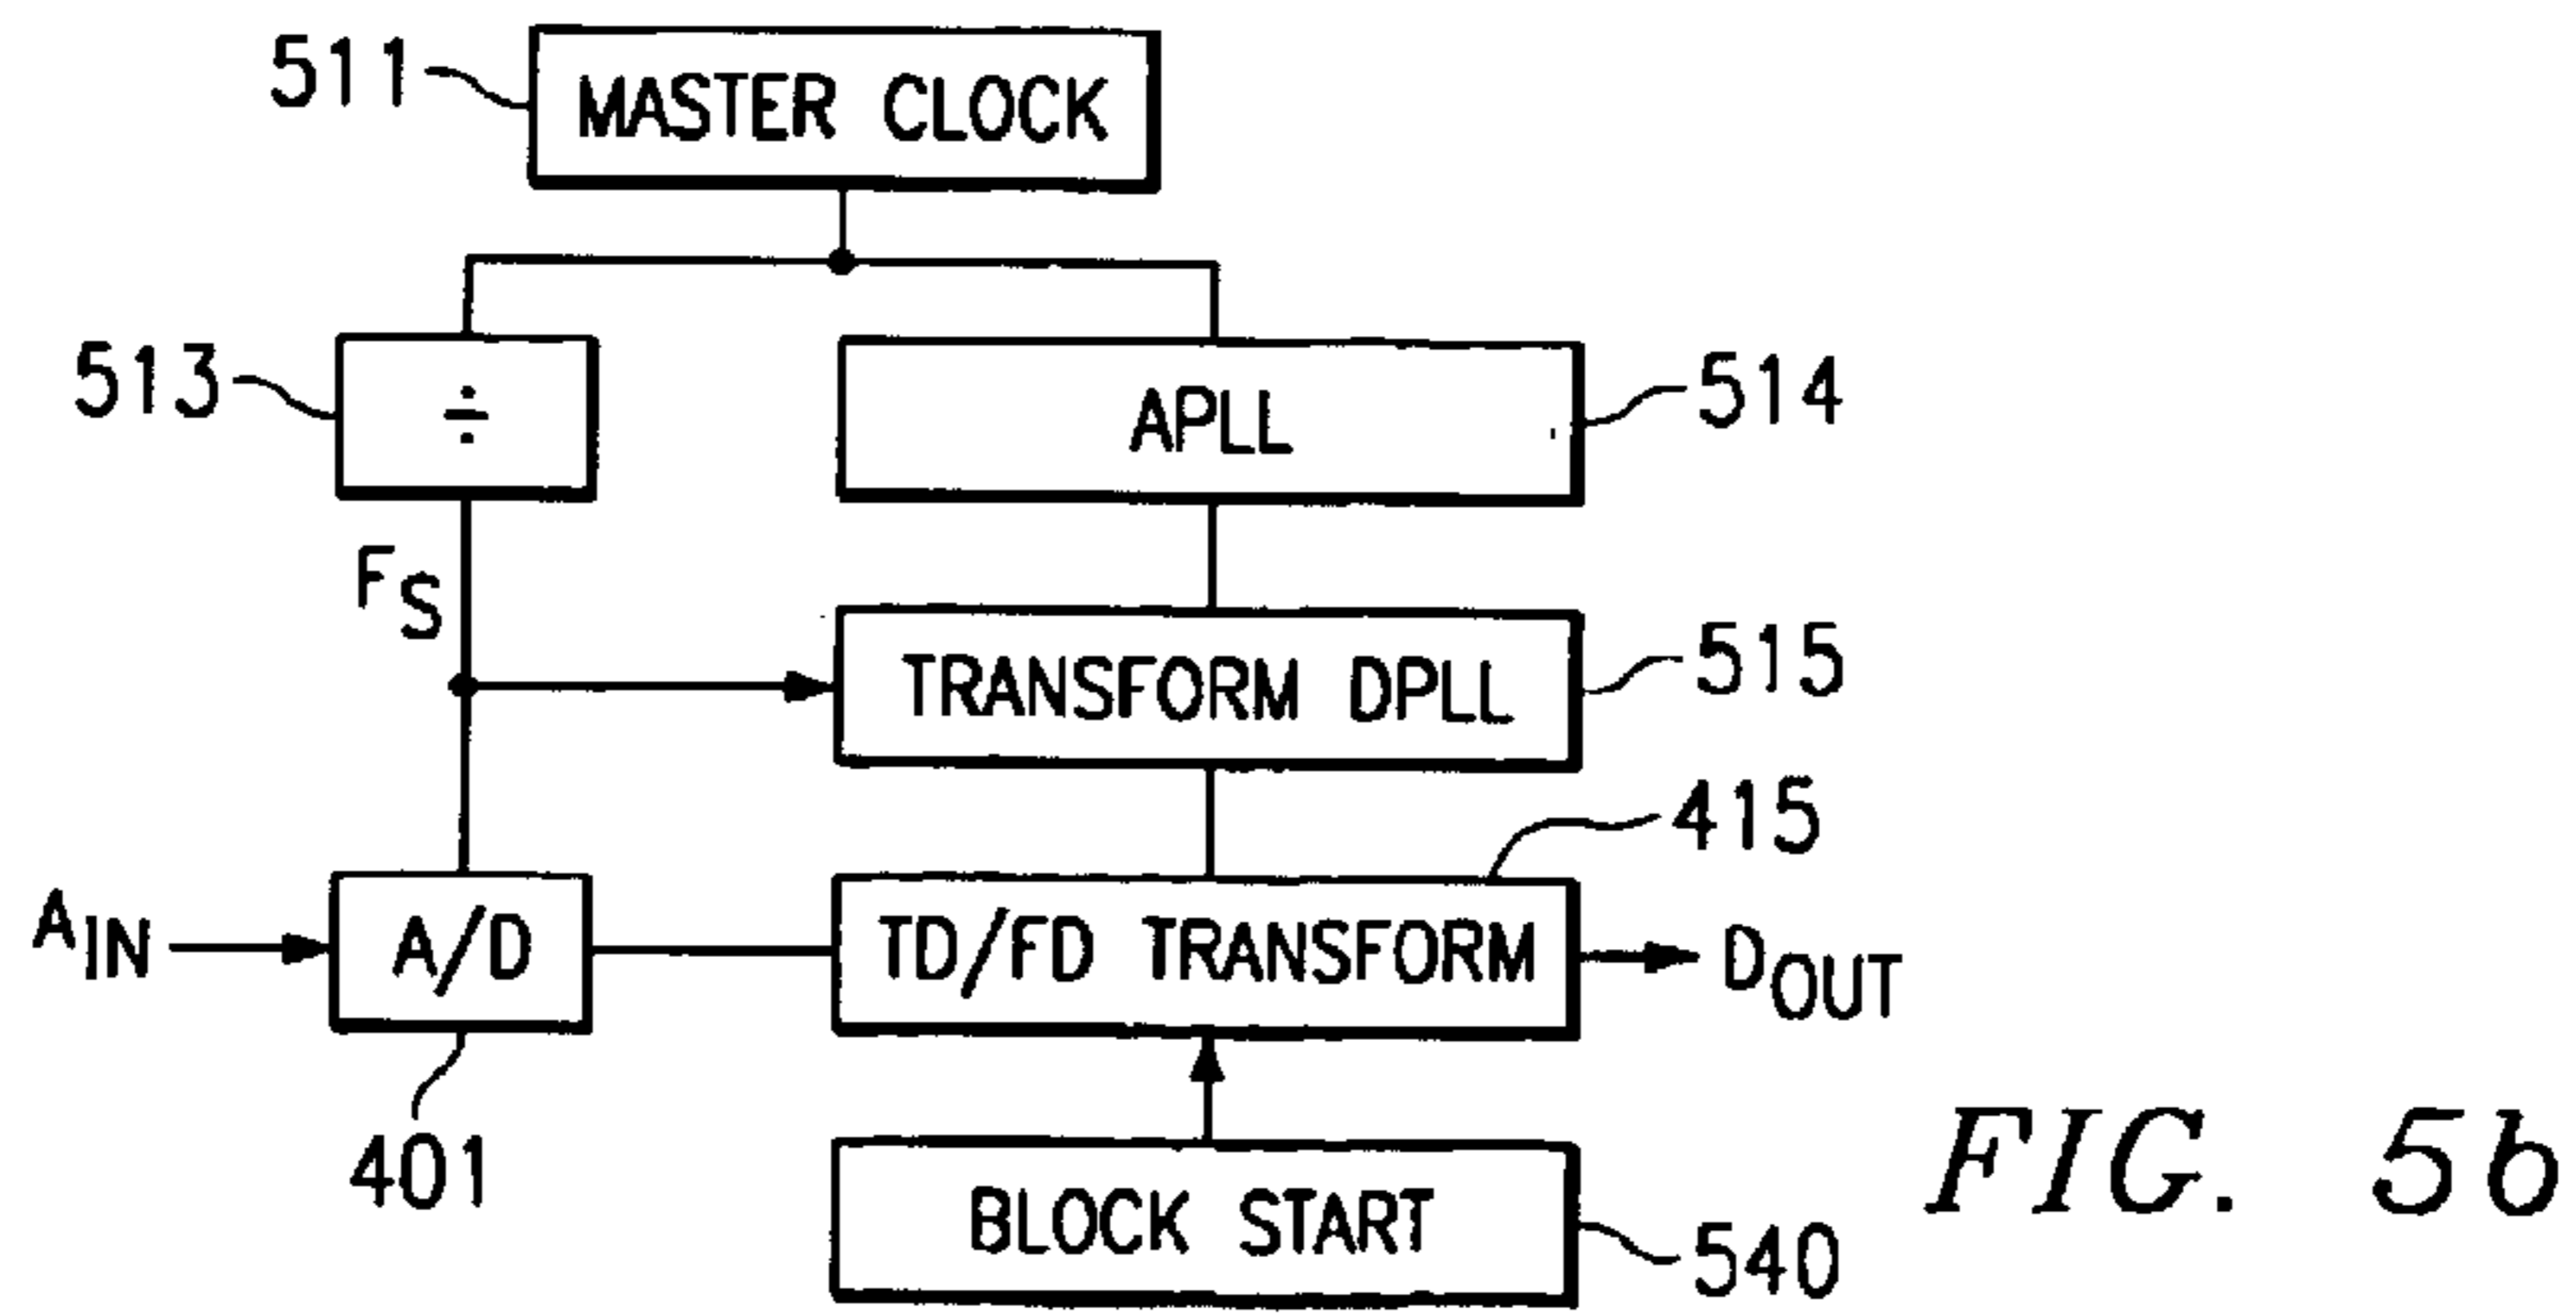 511
MASTER CLOCK
513
÷
APLL
514
FS
TRANSFORM DPLL
515
415
AIN
A/D
TD/FD TRANSFORM
DOUT
401
BLOCK START
540
FIG. 5b